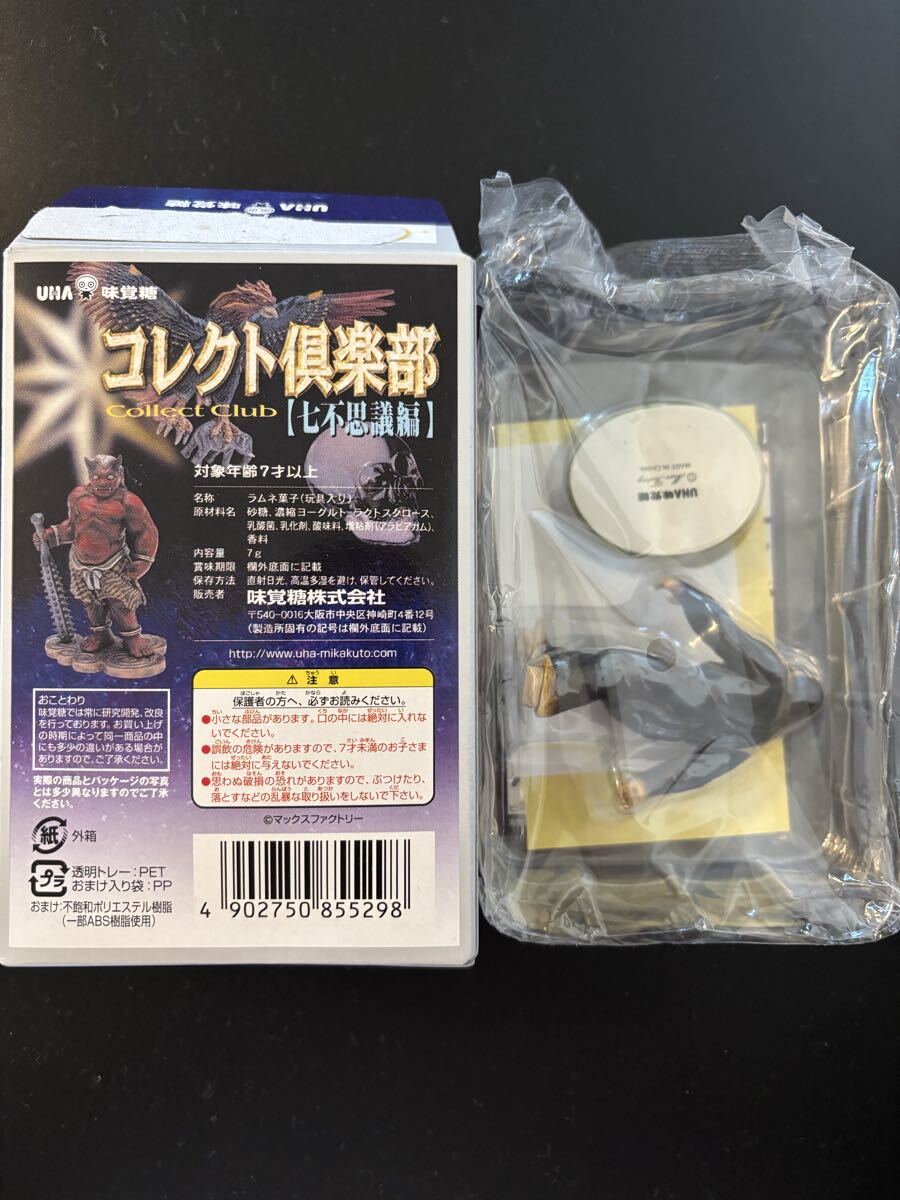 UHA 味覚糖
UHA 味覚糖
コレクト倶楽部
Collect Club
【七不思議編】
対象年齢7才以上
名称 ラムネ菓子(玩具入り)
原材料名 砂糖、濃縮ヨーグルト、ラクトスクロース、
乳酸菌、乳化剤、酸味料、増粘剤(アラビアガム)、
香料
内容量 7g
賞味期限 欄外底面に記載
保存方法 直射日光、高温多湿を避け、保管してください。
販売者 味覚糖株式会社
〒540-0016大阪市中央区神崎町4番12号
(製造所固有の記号は欄外底面に記載)
http://www.uha-mikakuto.com
おことわり
味覚糖では常に研究開発、改良
を行っております。お買い上げ
の時期によって同一商品の中
にも多少の違いがある場合が
ありますので、ご了承ください。
実際の商品とパッケージの写真
とは多少異なりますのでご了承
ください。
⚠ 注意
保護者の方へ、必ずお読みください。
●小さな部品があります。口の中には絶対に入れな
いでください。
●誤飲の危険がありますので、7才未満のお子さま
には絶対に与えないでください。
●思わぬ破損の恐れがありますので、ぶつけたり、
落とすなどの乱暴な取り扱いをしないで下さい。
©マックスファクトリー
紙 外箱
プラ 透明トレー:PET
おまけ入り袋:PP
おまけ:不飽和ポリエステル樹脂
(一部ABS樹脂使用)
4 902750 855298
UHA味覚糖
© Max Factory
MADE IN CHINA